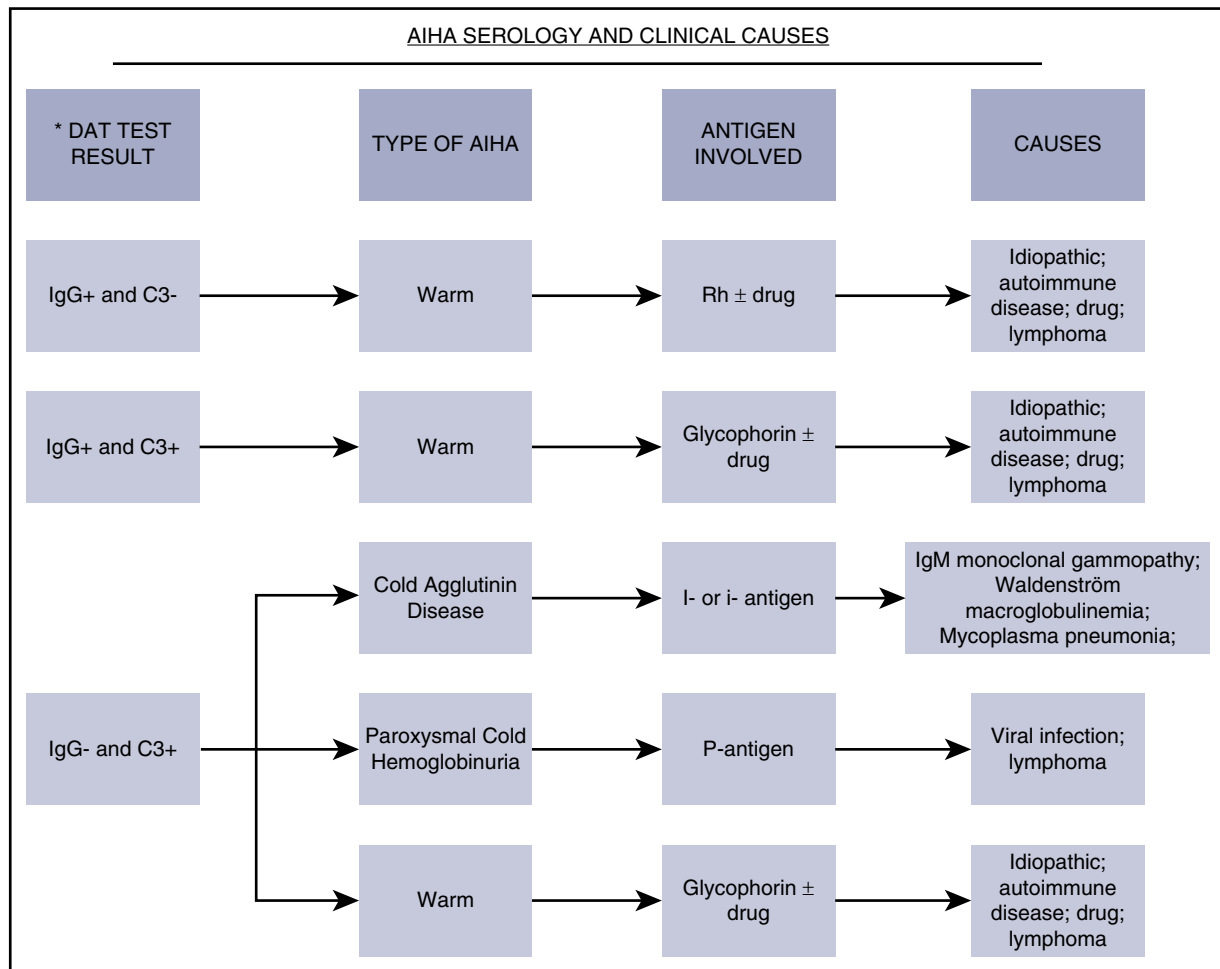 AIHA SEROLOGY AND CLINICAL CAUSES
* DAT TEST
RESULT
TYPE OF AIHA
ANTIGEN
INVOLVED
CAUSES
IgG+ and C3-
Warm
Rh ± drug
Idiopathic;
autoimmune
disease; drug;
lymphoma
IgG+ and C3+
Warm
Glycophorin ±
drug
Idiopathic;
autoimmune
disease; drug;
lymphoma
IgG- and C3+
Cold Agglutinin
Disease
I- or i- antigen
IgM monoclonal gammopathy;
Waldenström
macroglobulinemia;
Mycoplasma pneumonia;
Paroxysmal Cold
Hemoglobinuria
P-antigen
Viral infection;
lymphoma
Warm
Glycophorin ±
drug
Idiopathic;
autoimmune
disease; drug;
lymphoma